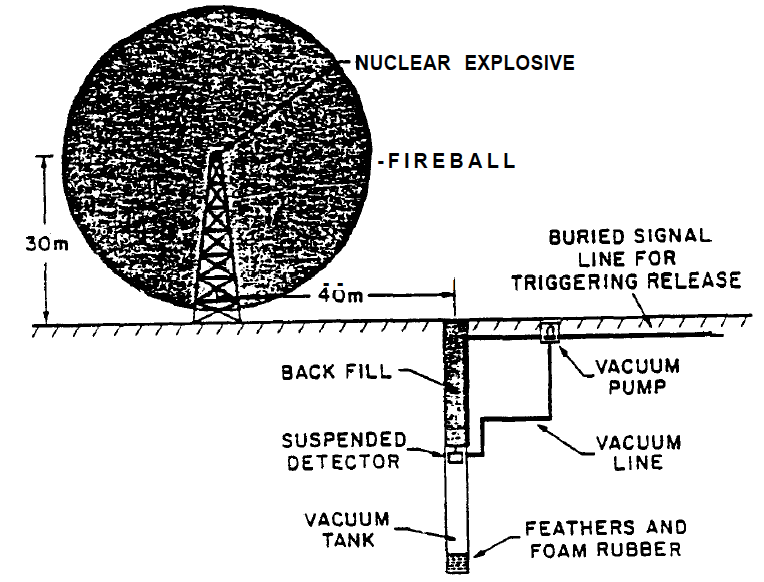 NUCLEAR EXPLOSIVE
-FIREBALL
30m
40m
BURIED SIGNAL
LINE FOR
TRIGGERING RELEASE
BACK FILL
VACUUM
PUMP
SUSPENDED
DETECTOR
VACUUM
LINE
VACUUM
TANK
FEATHERS AND
FOAM RUBBER